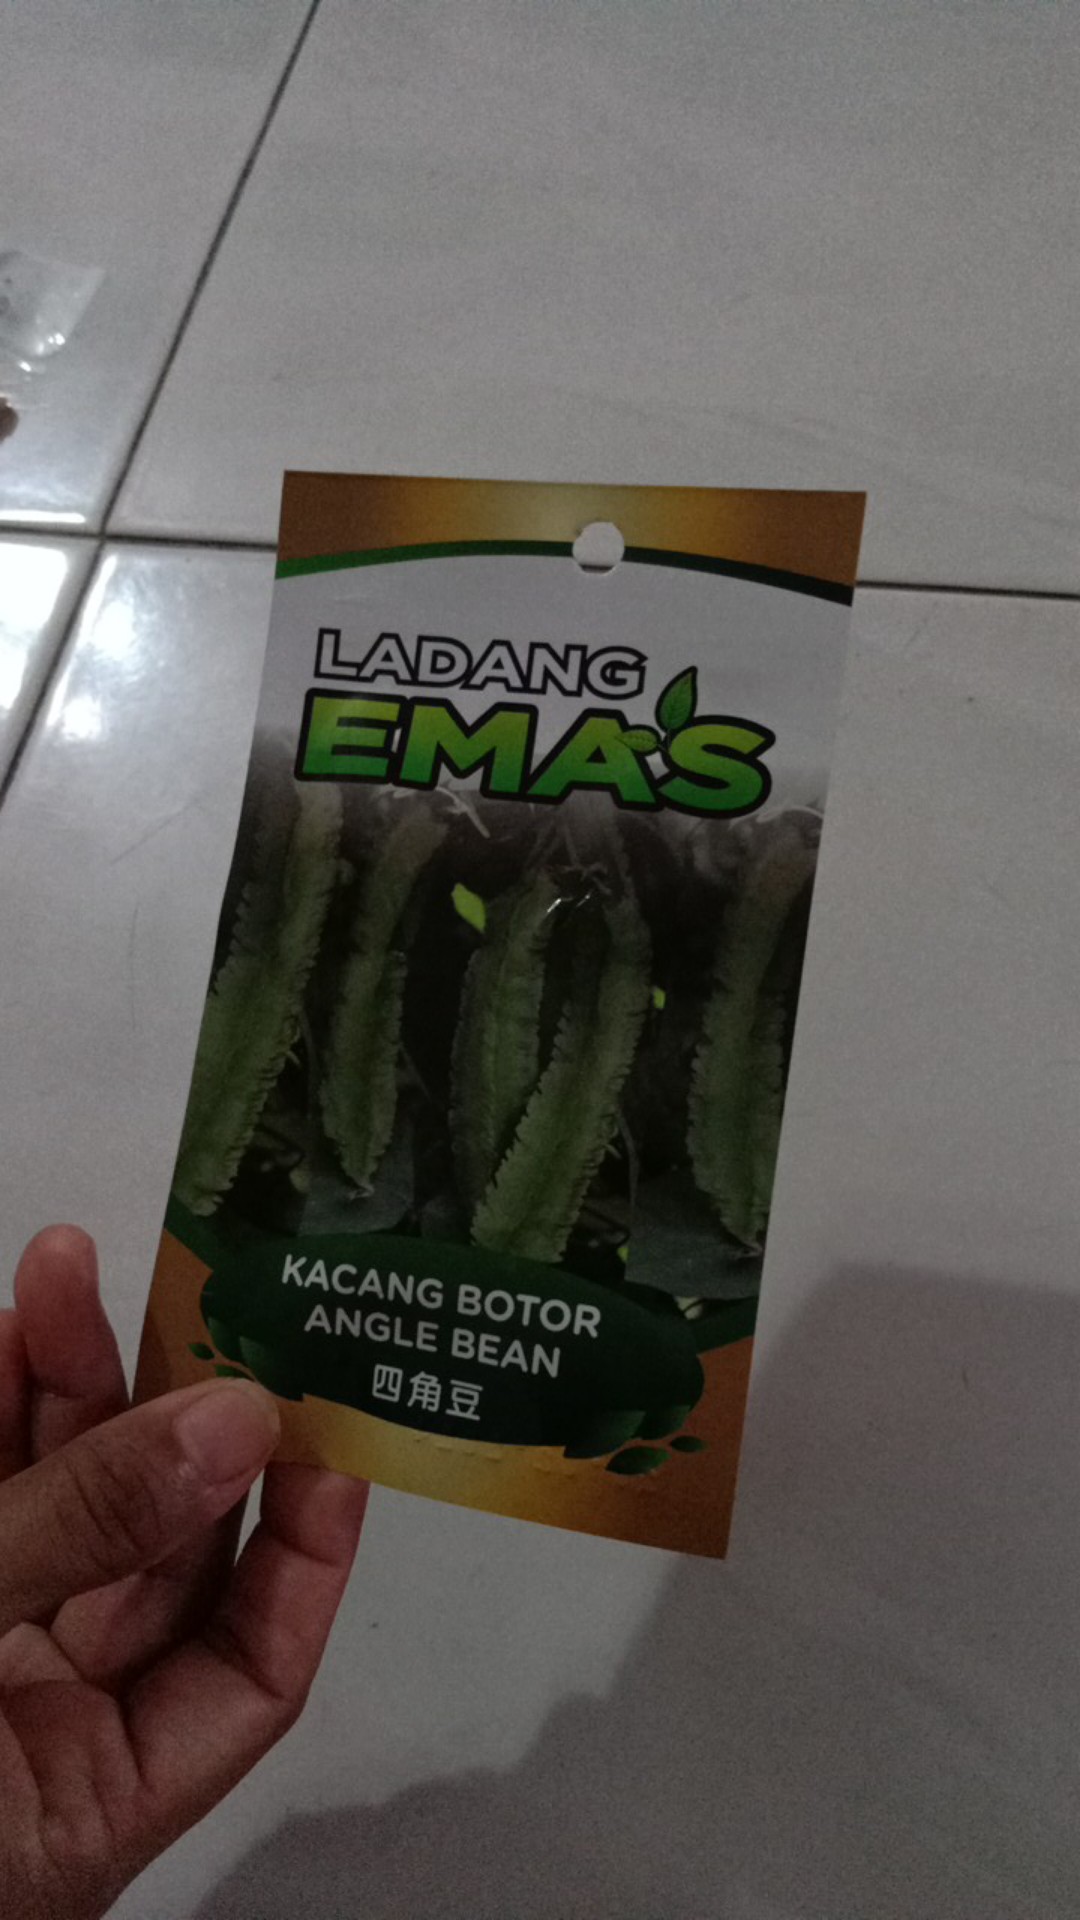 LADANG
EMAS
KACANG BOTOR
ANGLE BEAN
四角豆